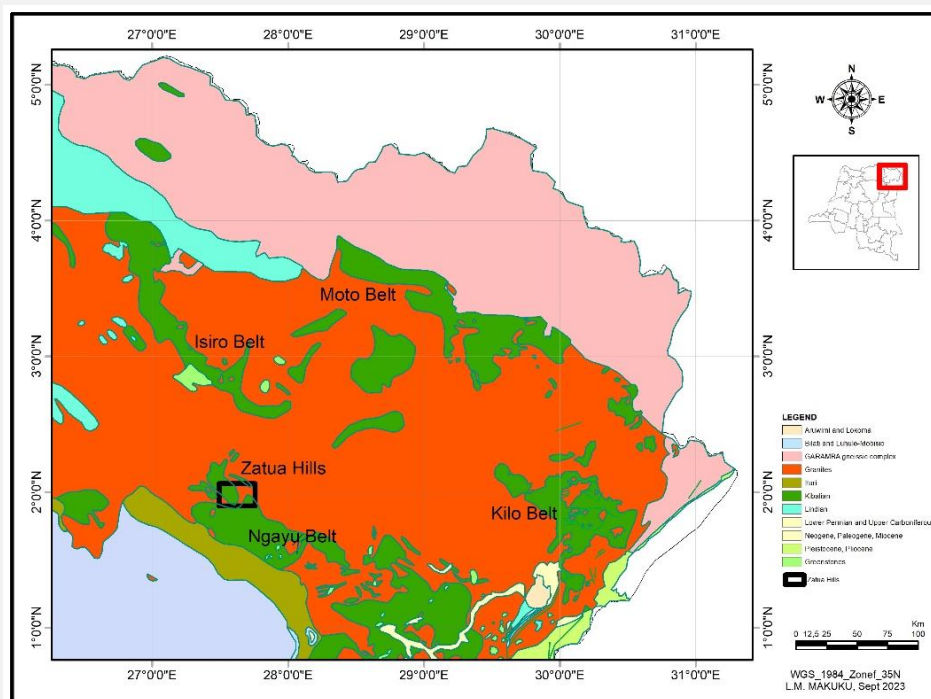 27°0'0"E 28°0'0"E 29°0'0"E 30°0'0"E 31°0'0"E
5°0'0"N
5°0'0"N
4°0'0"N
4°0'0"N
3°0'0"N
3°0'0"N
2°0'0"N
2°0'0"N
1°0'0"N
1°0'0"N
Moto Belt
Isiro Belt
Zatua Hills
Kilo Belt
Ngayu Belt
27°0'0"E 28°0'0"E 29°0'0"E 30°0'0"E 31°0'0"E
N
W E
S
LEGEND
Aruwimi and Lokoma
Bilati and
GARAMBA gneissic complex
Granites
Ituri
Kibalian
Lindian
Lower Permian and Upper Carboniferou
Neogene, Paleogene, Miocene
Pleistocene, Pliocene
Greenstones
Zatua Hills
Km
0 12,5 25 50 75 100
WGS_1984_Zonef_35N
L.M. MAKUKU, Sept 2023